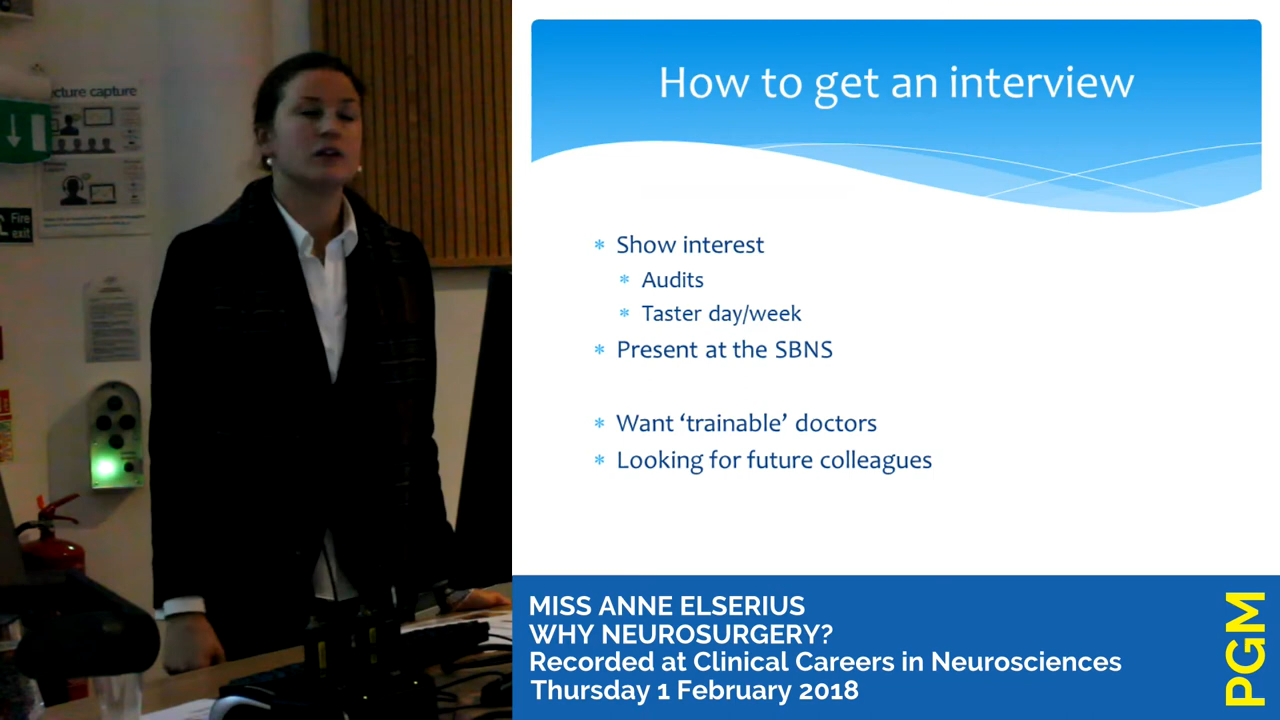 cture capture
Fire
exit
How to get an interview
* Show interest
* Audits
* Taster day/week
* Present at the SBNS
* Want ‘trainable’ doctors
* Looking for future colleagues
MISS ANNE ELSERIUS
WHY NEUROSURGERY?
Recorded at Clinical Careers in Neurosciences
Thursday 1 February 2018
PGM